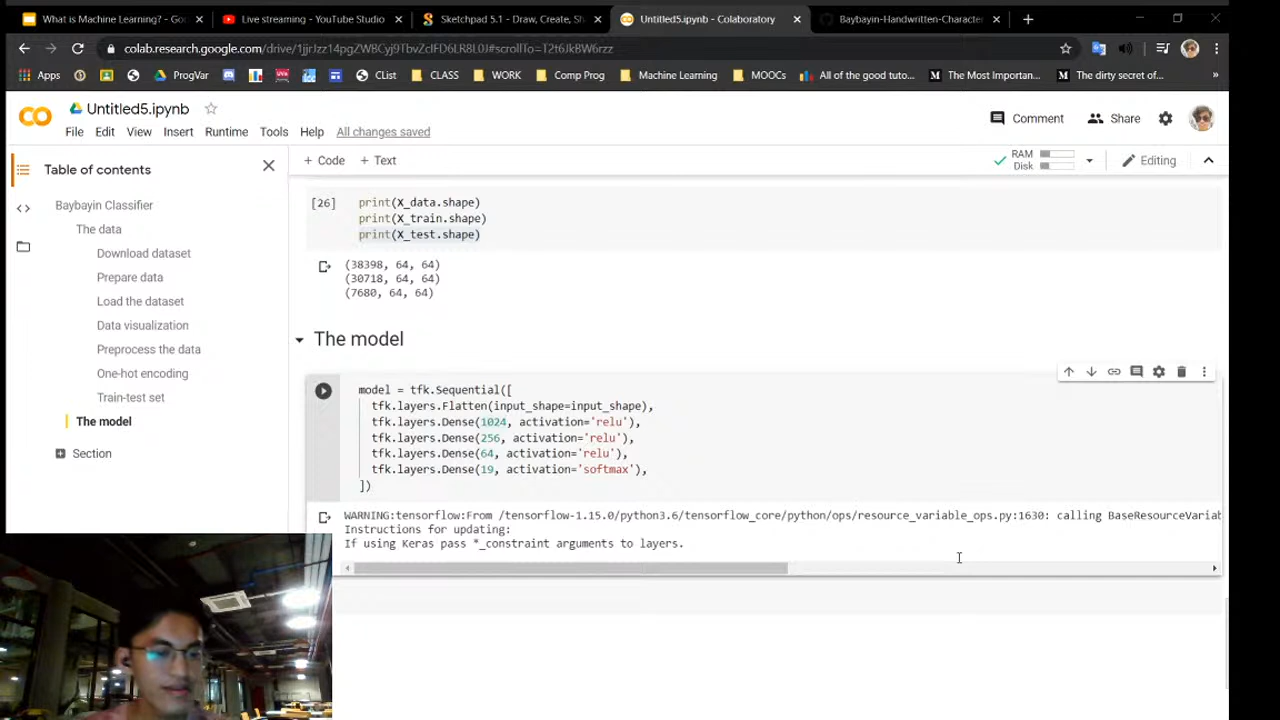 What is Machine Learning? - Goo
Live streaming - YouTube Studio
Sketchpad 5.1 - Draw, Create, Sh
Untitled5.ipynb - Colaboratory
Baybayin-Handwritten-Character
colab.research.google.com/drive/
Apps
ProgVar
CList
CLASS
WORK
Comp Prog
Machine Learning
MOOCs
All of the good tuto...
The Most Importan...
The dirty secret of...
Untitled5.ipynb
Comment
Share
File Edit View Insert Runtime Tools Help All changes saved
Table of contents
+ Code + Text
RAM
Disk
Editing
Baybayin Classifier
The data
Download dataset
Prepare data
Load the dataset
Data visualization
Preprocess the data
One-hot encoding
Train-test set
The model
Section
[26] print(X_data.shape)
print(X_train.shape)
print(X_test.shape)
(38398, 64, 64)
(30718, 64, 64)
(7680, 64, 64)
The model
model = tfk.Sequential([
tfk.layers.Flatten(input_shape=input_shape),
tfk.layers.Dense(1024, activation='relu'),
tfk.layers.Dense(256, activation='relu'),
tfk.layers.Dense(64, activation='relu'),
tfk.layers.Dense(19, activation='softmax'),
])
WARNING:tensorflow:From /tensorflow-1.15.0/python3.6/tensorflow_core/python/ops/resource_variable_ops.py:1630: calling BaseResourceVariab
Instructions for updating:
If using Keras pass *_constraint arguments to layers.